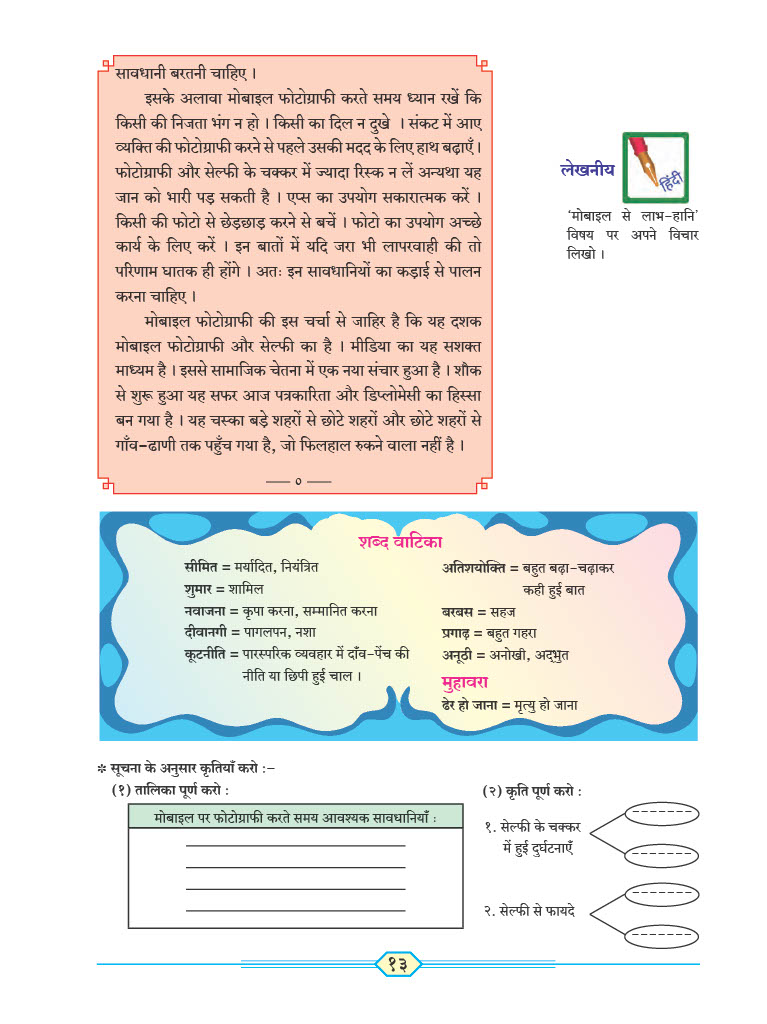 सावधानी बरतनी चाहिए ।
इसके अलावा मोबाइल फोटोग्राफी करते समय ध्यान रखें कि
किसी की निजता भंग न हो । किसी का दिल न दुखे । संकट में आए
व्यक्ति की फोटोग्राफी करने से पहले उसकी मदद के लिए हाथ बढ़ाएँ ।
फोटोग्राफी और सेल्फी के चक्कर में ज्यादा रिस्क न लें अन्यथा यह
जान को भारी पड़ सकती है । एप्स का उपयोग सकारात्मक करें ।
किसी की फोटो से छेड़छाड़ करने से बचें । फोटो का उपयोग अच्छे
कार्य के लिए करें । इन बातों में यदि जरा भी लापरवाही की तो
परिणाम घातक ही होंगे । अतः इन सावधानियों का कड़ाई से पालन
करना चाहिए ।
मोबाइल फोटोग्राफी की इस चर्चा से जाहिर है कि यह दशक
मोबाइल फोटोग्राफी और सेल्फी का है । मीडिया का यह सशक्त
माध्यम है । इससे सामाजिक चेतना में एक नया संचार हुआ है । शौक
से शुरू हुआ यह सफर आज पत्रकारिता और डिप्लोमेसी का हिस्सा
बन गया है । यह चस्का बड़े शहरों से छोटे शहरों और छोटे शहरों से
गाँव-ढाणी तक पहुँच गया है, जो फिलहाल रुकने वाला नहीं है ।
—— ० ——
लेखनीय
हिंदी
‘मोबाइल से लाभ-हानि’
विषय पर अपने विचार
लिखो ।
शब्द वाटिका
सीमित = मर्यादित, नियंत्रित
शुमार = शामिल
नवाजना = कृपा करना, सम्मानित करना
दीवानगी = पागलपन, नशा
कूटनीति = पारस्परिक व्यवहार में दाँव-पेंच की
नीति या छिपी हुई चाल ।
अतिशयोक्ति = बहुत बढ़ा-चढ़ाकर
कही हुई बात
बरबस = सहज
प्रगाढ़ = बहुत गहरा
अनूठी = अनोखी, अद्भुत
मुहावरा
ढेर हो जाना = मृत्यु हो जाना
* सूचना के अनुसार कृतियाँ करो :-
(१) तालिका पूर्ण करो :
मोबाइल पर फोटोग्राफी करते समय आवश्यक सावधानियाँ :
(२) कृति पूर्ण करो :
१. सेल्फी के चक्कर
में हुई दुर्घटनाएँ
२. सेल्फी से फायदे
१३